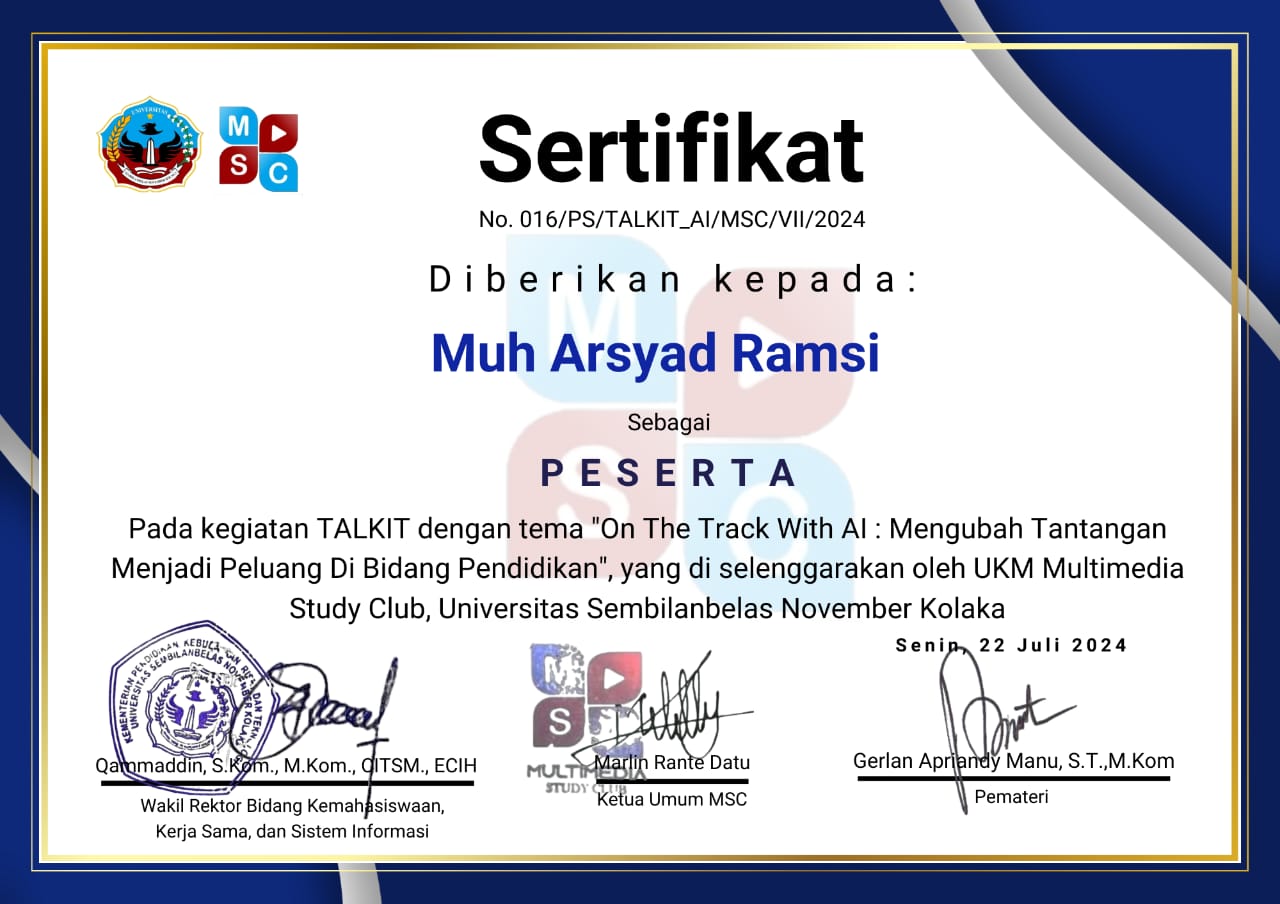 UNIVERSITAS
M
S C
Sertifikat
No. 016/PS/TALKIT_AI/MSC/VII/2024
Diberikan kepada:
Muh Arsyad Ramsi
Sebagai
PESERTA
Pada kegiatan TALKIT dengan tema "On The Track With AI : Mengubah Tantangan
Menjadi Peluang Di Bidang Pendidikan", yang di selenggarakan oleh UKM Multimedia
Study Club, Universitas Sembilanbelas November Kolaka
Senin, 22 Juli 2024
KEMENTERIAN PENDIDIKAN KEBUDAYAAN RISET DAN TEKNOLOGI
UNIVERSITAS SEMBILANBELAS NOVEMBER KOLAKA
M
S
MULTIMEDIA
STUDY CLUB
Qammaddin, S.Kom., M.Kom., CITSM., ECIH
Marlin Rante Datu
Gerlan Apriandy Manu, S.T.,M.Kom
Wakil Rektor Bidang Kemahasiswaan,
Kerja Sama, dan Sistem Informasi
Ketua Umum MSC
Pemateri